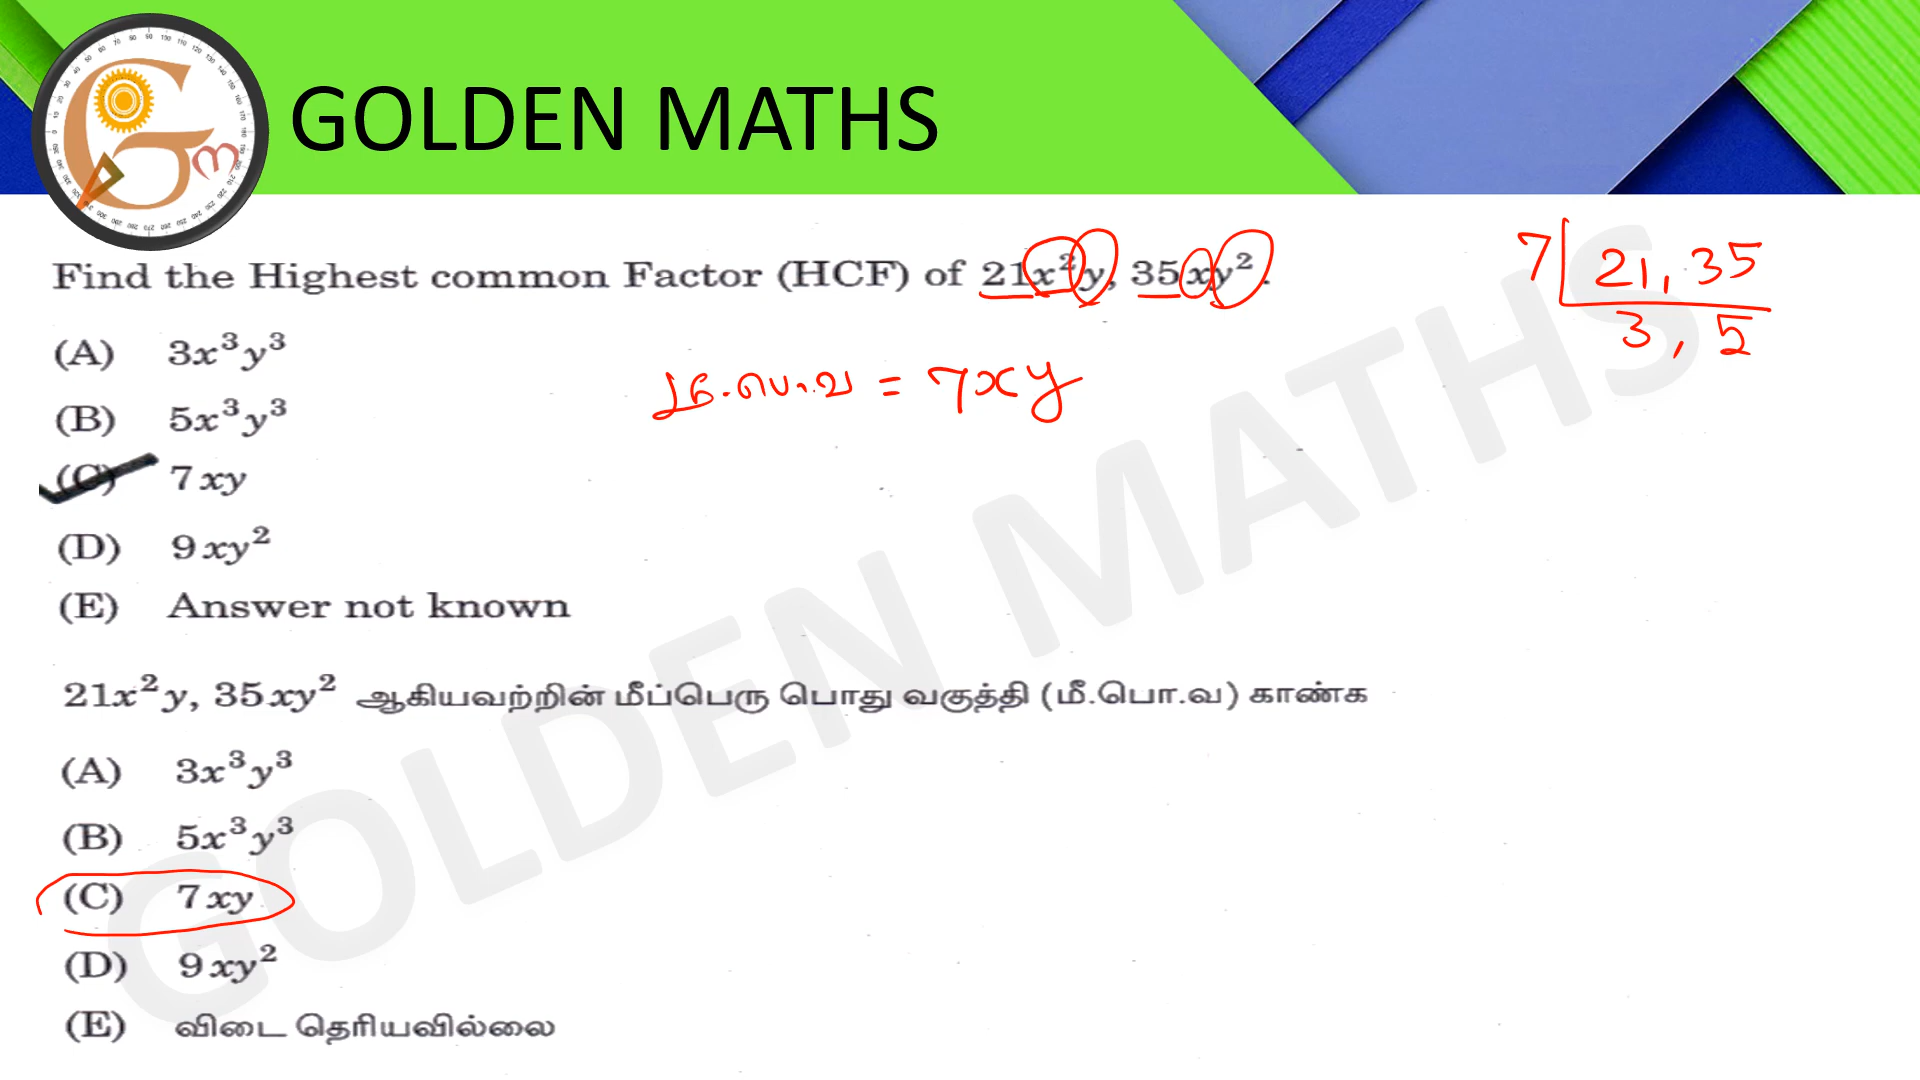 GOLDEN MATHS
Find the Highest common Factor (HCF) of 21x²y, 35xy².
7 | 21, 35
3, 5
(A) 3x³y³
மீ.பொ.வ = 7xy
(B) 5x³y³
(C) 7xy
(D) 9xy²
(E) Answer not known
21x²y, 35xy² ஆகியவற்றின் மீப்பெரு பொது வகுத்தி (மீ.பொ.வ) காண்க
(A) 3x³y³
(B) 5x³y³
(C) 7xy
(D) 9xy²
(E) விடை தெரியவில்லை
GOLDEN MATHS